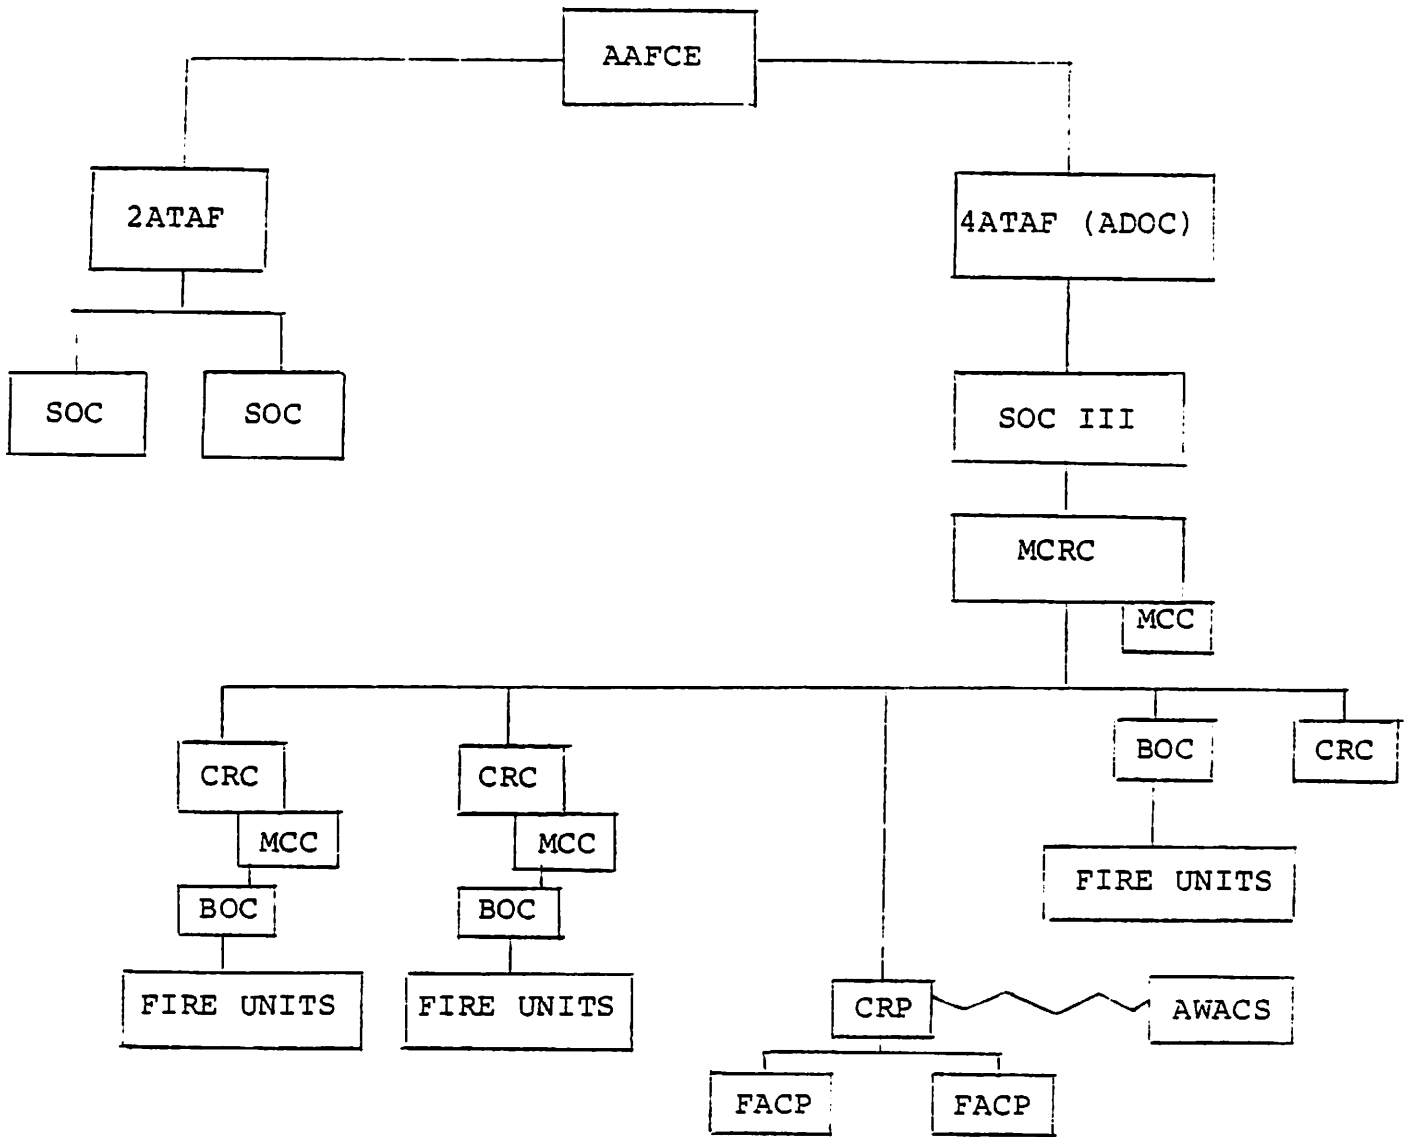 AAFCE
2ATAF
4ATAF (ADOC)
SOC
SOC
SOC III
MCRC
MCC
CRC
CRC
BOC
CRC
MCC
MCC
FIRE UNITS
BOC
BOC
FIRE UNITS
FIRE UNITS
CRP
AWACS
FACP
FACP